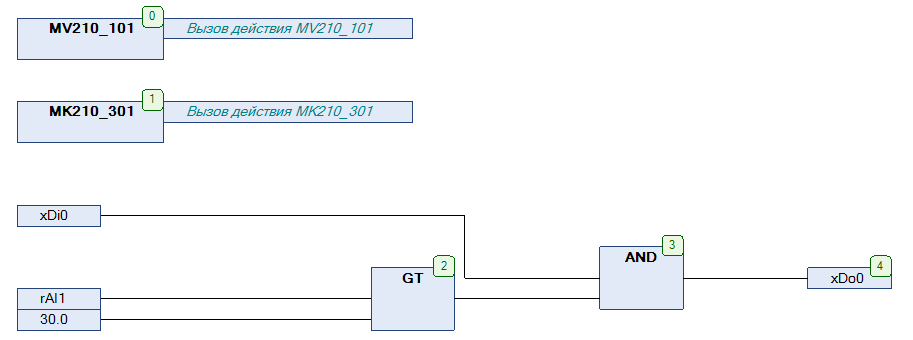 0
MV210_101
Вызов действия MV210_101
1
MK210_301
Вызов действия MK210_301
xDi0
3
AND
2
GT
4
xDo0
rAI1
30.0